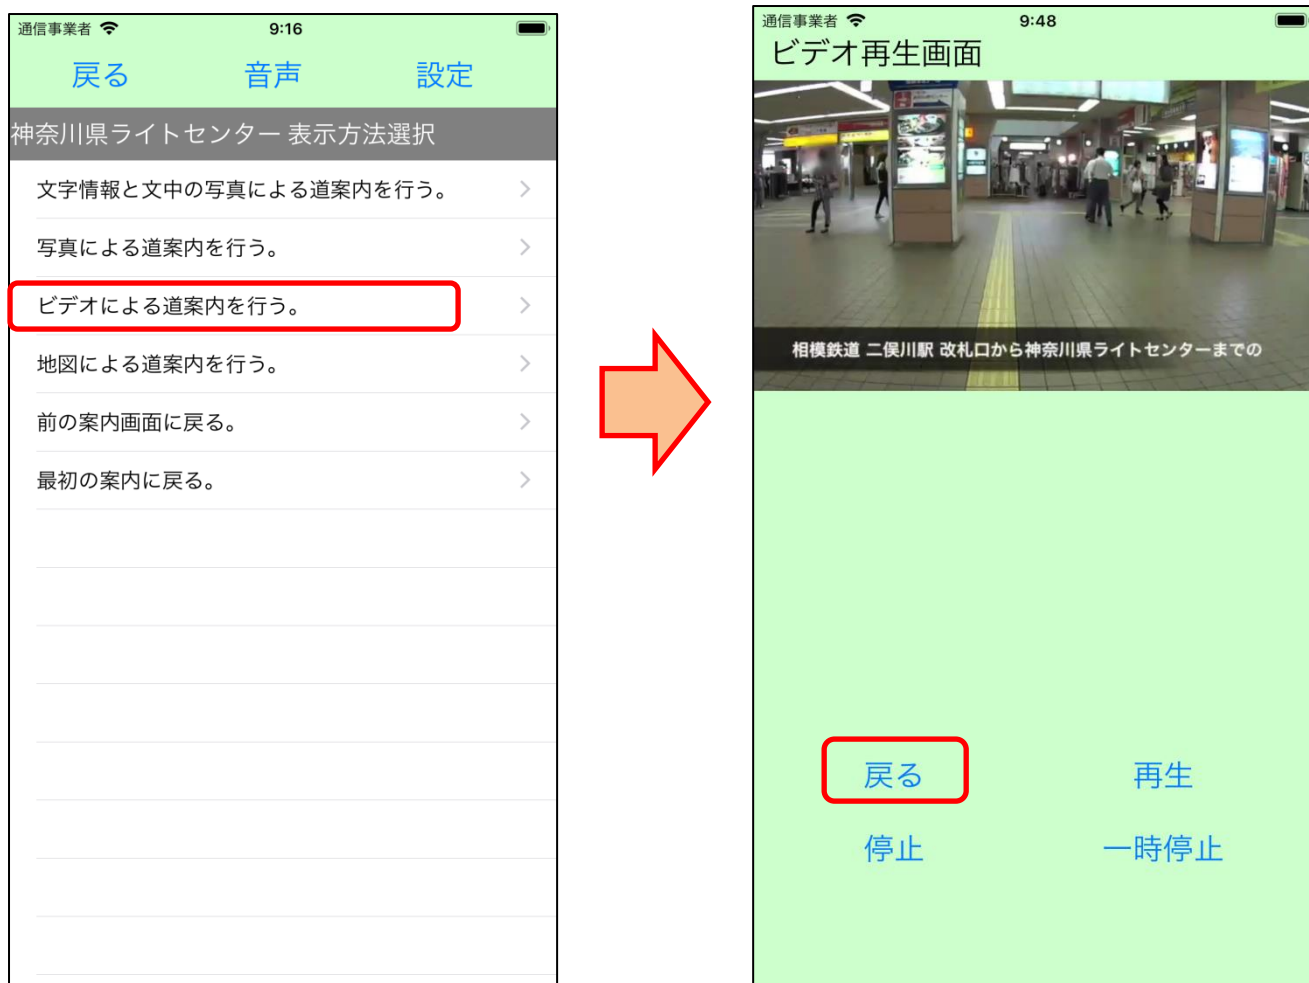 通信事業者 9:16
戻る 音声 設定
神奈川県ライトセンター 表示方法選択
文字情報と文中の写真による道案内を行う。
写真による道案内を行う。
ビデオによる道案内を行う。
地図による道案内を行う。
前の案内画面に戻る。
最初の案内に戻る。
通信事業者 9:48
ビデオ再生画面
相模鉄道 二俣川駅 改札口から神奈川県ライトセンターまでの
戻る 再生
停止 一時停止